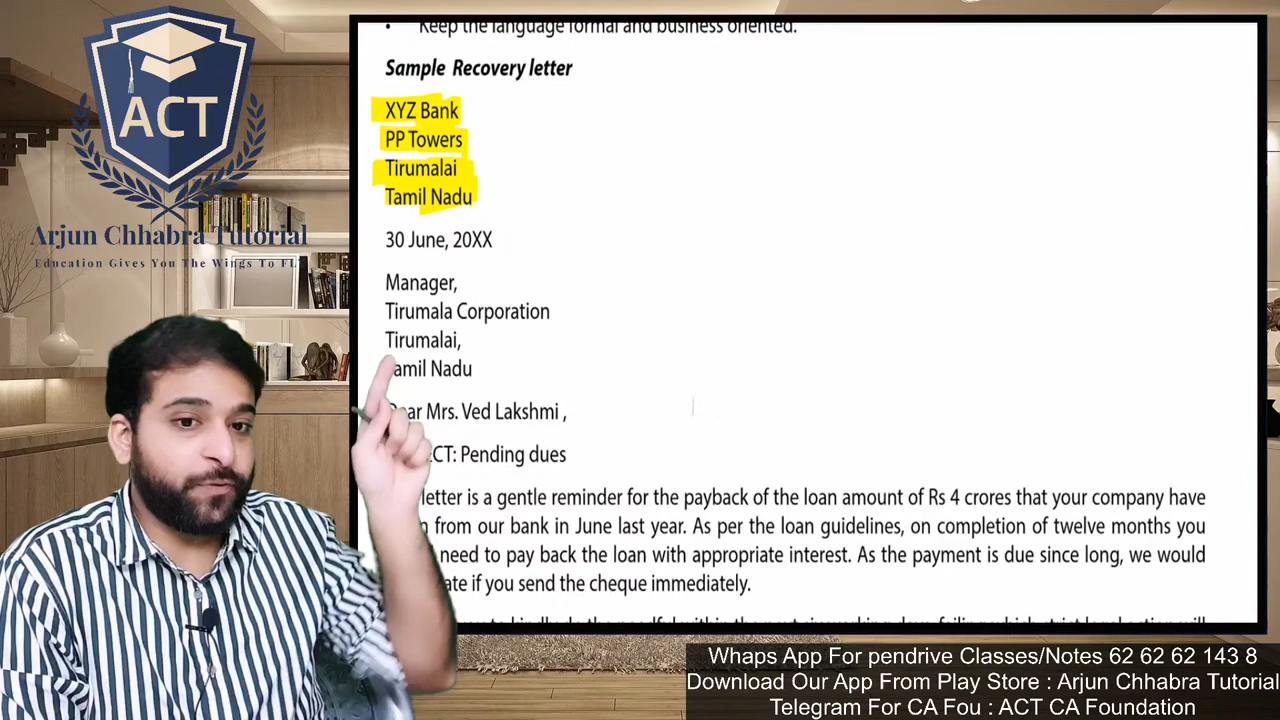 ACT
Arjun Chhabra Tutorial
Education Gives You The Wings To FL
• Keep the language formal and business oriented.
Sample Recovery letter
XYZ Bank
PP Towers
Tirumalai
Tamil Nadu
30 June, 20XX
Manager,
Tirumala Corporation
Tirumalai,
amil Nadu
ear Mrs. Ved Lakshmi ,
CT: Pending dues
letter is a gentle reminder for the payback of the loan amount of Rs 4 crores that your company have
from our bank in June last year. As per the loan guidelines, on completion of twelve months you
need to pay back the loan with appropriate interest. As the payment is due since long, we would
ate if you send the cheque immediately.
Whaps App For pendrive Classes/Notes 62 62 62 143 8
Download Our App From Play Store : Arjun Chhabra Tutorial
Telegram For CA Fou : ACT CA Foundation